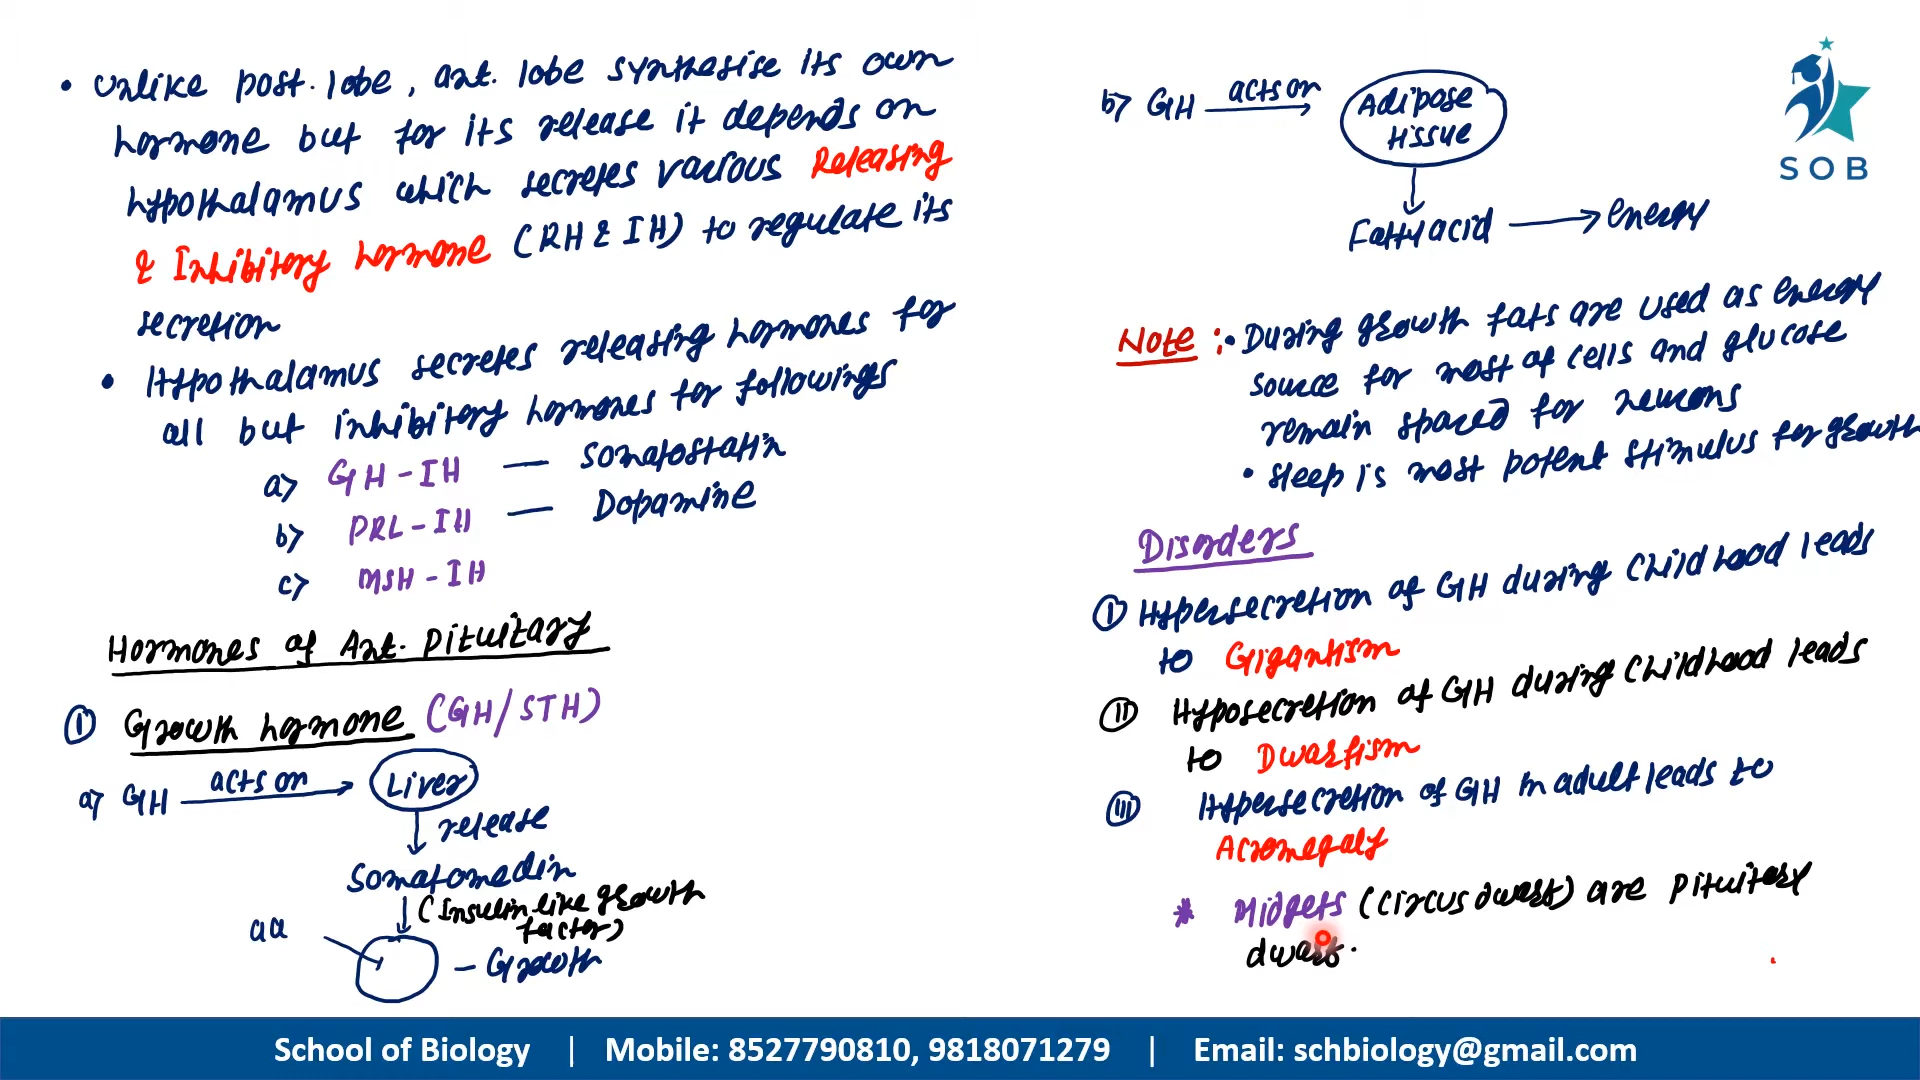 • Unlike post. lobe, ant. lobe synthesise its own
hormone but for its release it depends on
hypothalamus which secretes various Releasing
& Inhibitory hormone (RH & IH) to regulate its
secretion
• Hypothalamus secretes releasing hormones for
all but inhibitory hormones for followings
a> GH-IH — Somatostatin
b> PRL-IH — Dopamine
c> MSH-IH
Hormones of Ant. Pituitary
① Growth hormone (GH/STH)
a> GH acts on → Liver
↓ release
Somatomedin
↓ (Insulin like growth
factor)
aa
— Growth
b> GH acts on → Adipose
tissue
↓
Fatty acid → energy
Note :• During growth fats are used as energy
source for most of cells and glucose
remain spared for neurons
• sleep is most potent stimulus for growth
Disorders
Ⓘ Hypersecretion of GH during childhood leads
to Gigantism
Ⓘⓘ Hyposecretion of GH during childhood leads
to Dwarfism
Ⓘⓘⓘ Hypersecretion of GH in adult leads to
Acromegaly
* Midgets (circus dwarf) are pituitary
dwarf.
SOB
School of Biology | Mobile: 8527790810, 9818071279 | Email: schbiology@gmail.com